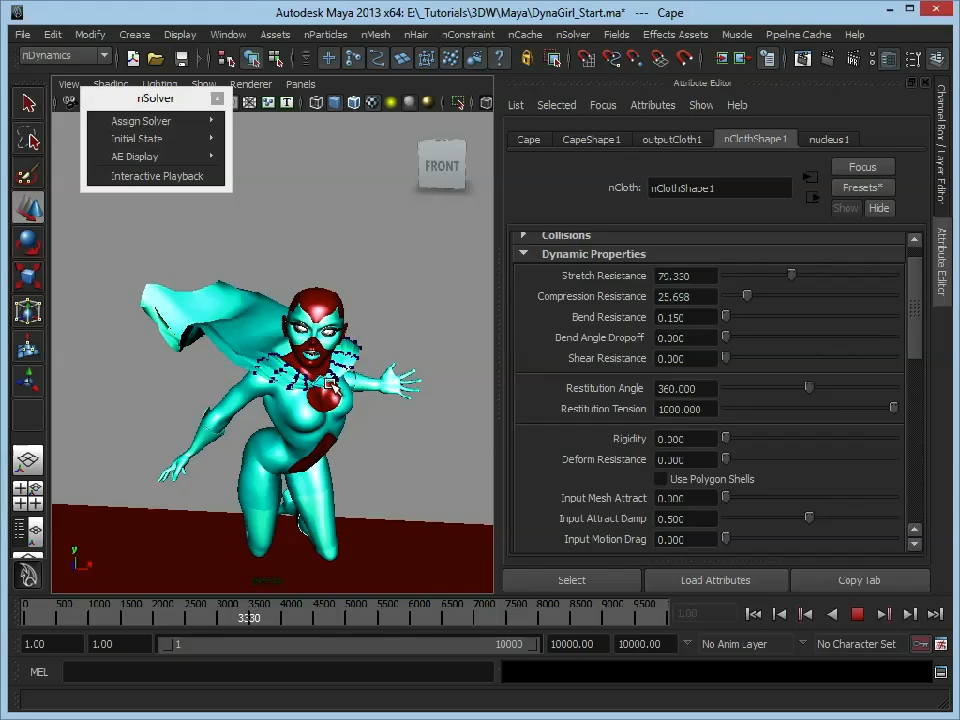 Autodesk Maya 2013 x64: E:\_Tutorials\3DW\Maya\DynaGirl_Start.ma* --- Cape
File Edit Modify Create Display Window Assets nParticles nMesh nHair nConstraint nCache nSolver Fields Effects Assets Muscle Pipeline Cache Help
nDynamics
View Shading Lighting Show Renderer Panels
nSolver
Assign Solver
Initial State
AE Display
Interactive Playback
FRONT
Attribute Editor
List Selected Focus Attributes Show Help
Cape CapeShape1 outputCloth1 nClothShape1 nucleus1
Focus
nCloth: nClothShape1
Presets*
Show Hide
Collisions
Dynamic Properties
Stretch Resistance 79.330
Compression Resistance 25.698
Bend Resistance 0.150
Bend Angle Dropoff 0.000
Shear Resistance 0.000
Restitution Angle 360.000
Restitution Tension 1000.000
Rigidity 0.000
Deform Resistance 0.000
Use Polygon Shells
Input Mesh Attract 0.000
Input Attract Damp 0.500
Input Motion Drag 0.000
Select Load Attributes Copy Tab
Channel Box / Layer Editor
Attribute Editor
y
0 500 1000 1500 2000 2500 3000 3500 4000 4500 5000 5500 6000 6500 7000 7500 8000 8500 9000 9500
3330
1.00
1.00 1.00 1 10000 10000.00 10000.00 No Anim Layer No Character Set
MEL